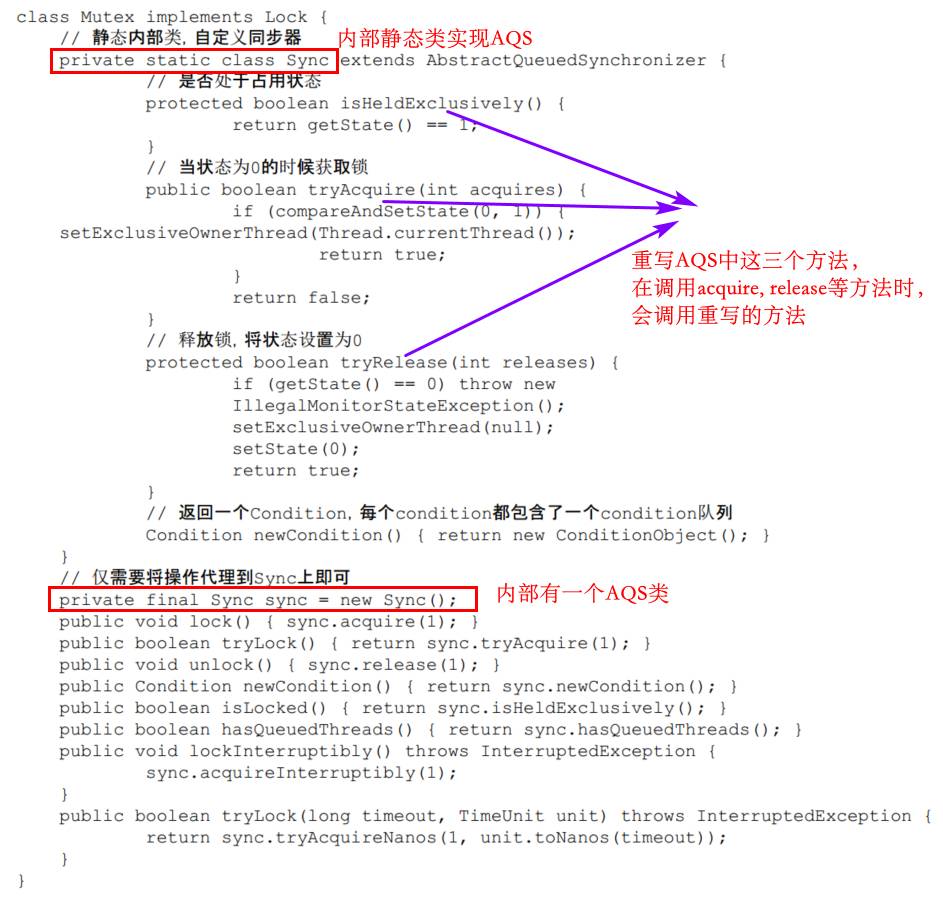 class Mutex implements Lock {
// 静态内部类, 自定义同步器
内部静态类实现AQS
private static class Sync extends AbstractQueuedSynchronizer {
// 是否处于占用状态
protected boolean isHeldExclusively() {
return getState() == 1;
}
// 当状态为0的时候获取锁
public boolean tryAcquire(int acquires) {
if (compareAndSetState(0, 1)) {
setExclusiveOwnerThread(Thread.currentThread());
return true;
}
return false;
}
重写AQS中这三个方法，
在调用acquire, release等方法时，
会调用重写的方法
// 释放锁, 将状态设置为0
protected boolean tryRelease(int releases) {
if (getState() == 0) throw new
IllegalMonitorStateException();
setExclusiveOwnerThread(null);
setState(0);
return true;
}
// 返回一个Condition, 每个condition都包含了一个condition队列
Condition newCondition() { return new ConditionObject(); }
}
// 仅需要将操作代理到Sync上即可
private final Sync sync = new Sync();
内部有一个AQS类
public void lock() { sync.acquire(1); }
public boolean tryLock() { return sync.tryAcquire(1); }
public void unlock() { sync.release(1); }
public Condition newCondition() { return sync.newCondition(); }
public boolean isLocked() { return sync.isHeldExclusively(); }
public boolean hasQueuedThreads() { return sync.hasQueuedThreads(); }
public void lockInterruptibly() throws InterruptedException {
sync.acquireInterruptibly(1);
}
public boolean tryLock(long timeout, TimeUnit unit) throws InterruptedException {
return sync.tryAcquireNanos(1, unit.toNanos(timeout));
}
}